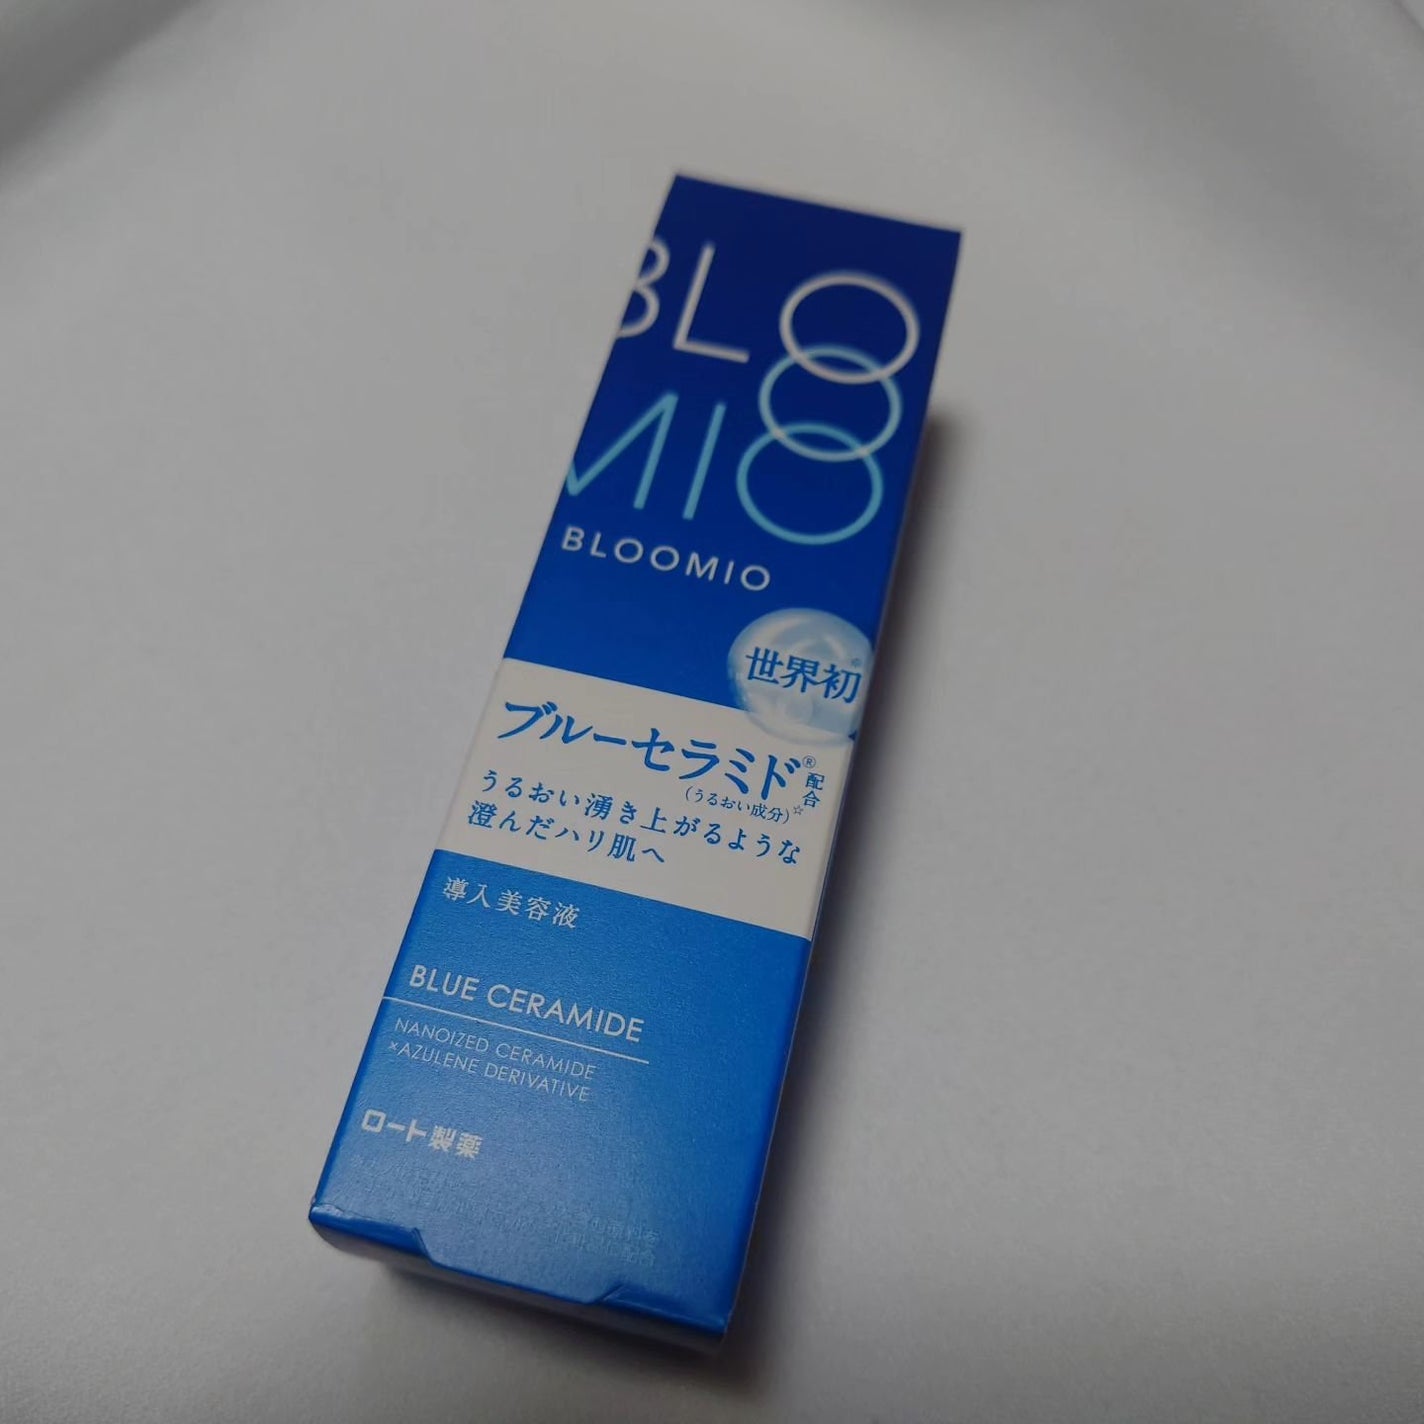 BLO
O
MIO
BLOOMIO
世界初※
ブルーセラミド®配合
(うるおい成分)☆
うるおい湧き上がるような
澄んだハリ肌へ
導入美容液
BLUE CERAMIDE
NANOIZED CERAMIDE
×AZULENE DERIVATIVE
ロート製薬